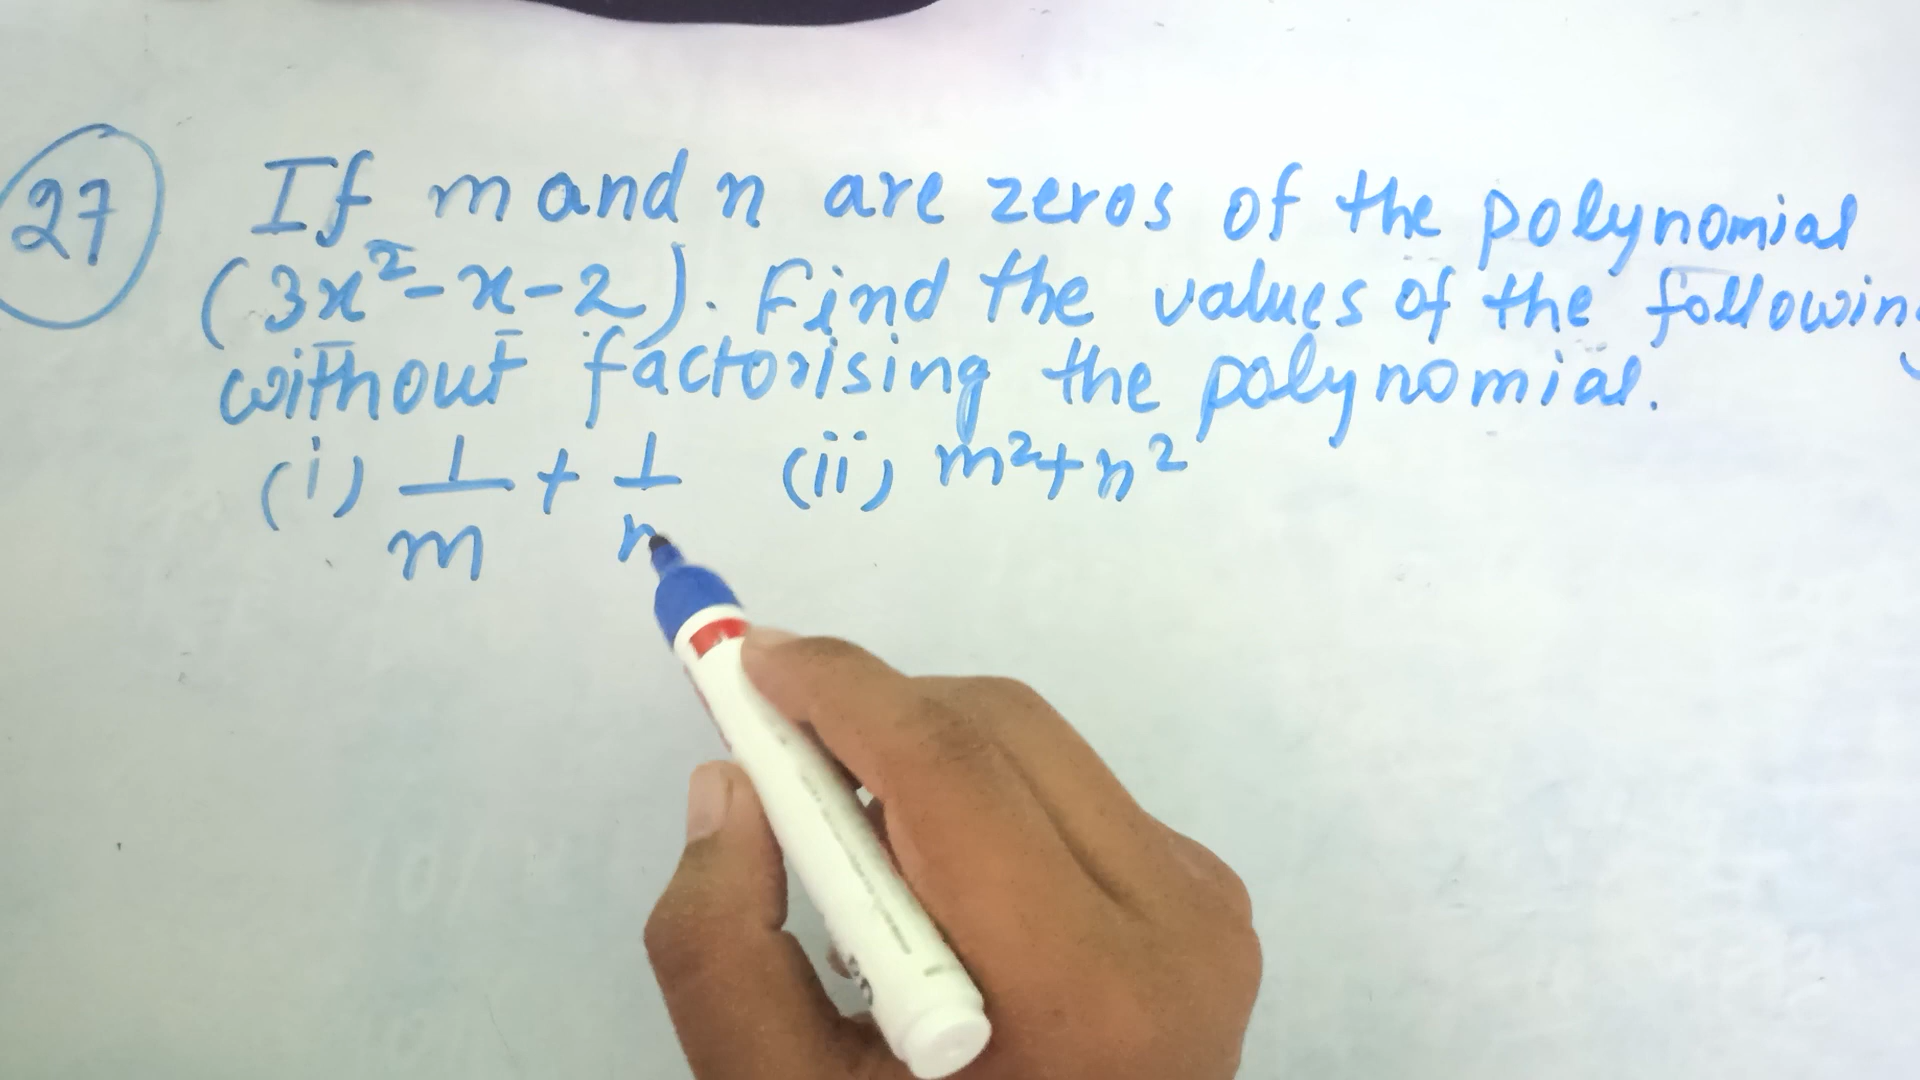 27 If m and n are zeros of the polynomial
(3x²-x-2). Find the values of the following
without factorising the polynomial.
(i) 1/m + 1/n (ii) m²+n²